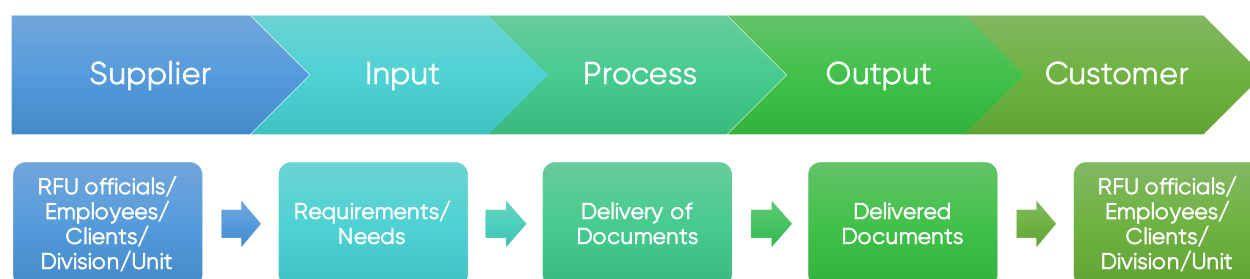 Supplier
Input
Process
Output
Customer
RFU officials/
Employees/
Clients/
Division/Unit
Requirements/
Needs
Delivery of
Documents
Delivered
Documents
RFU officials/
Employees/
Clients/
Division/Unit